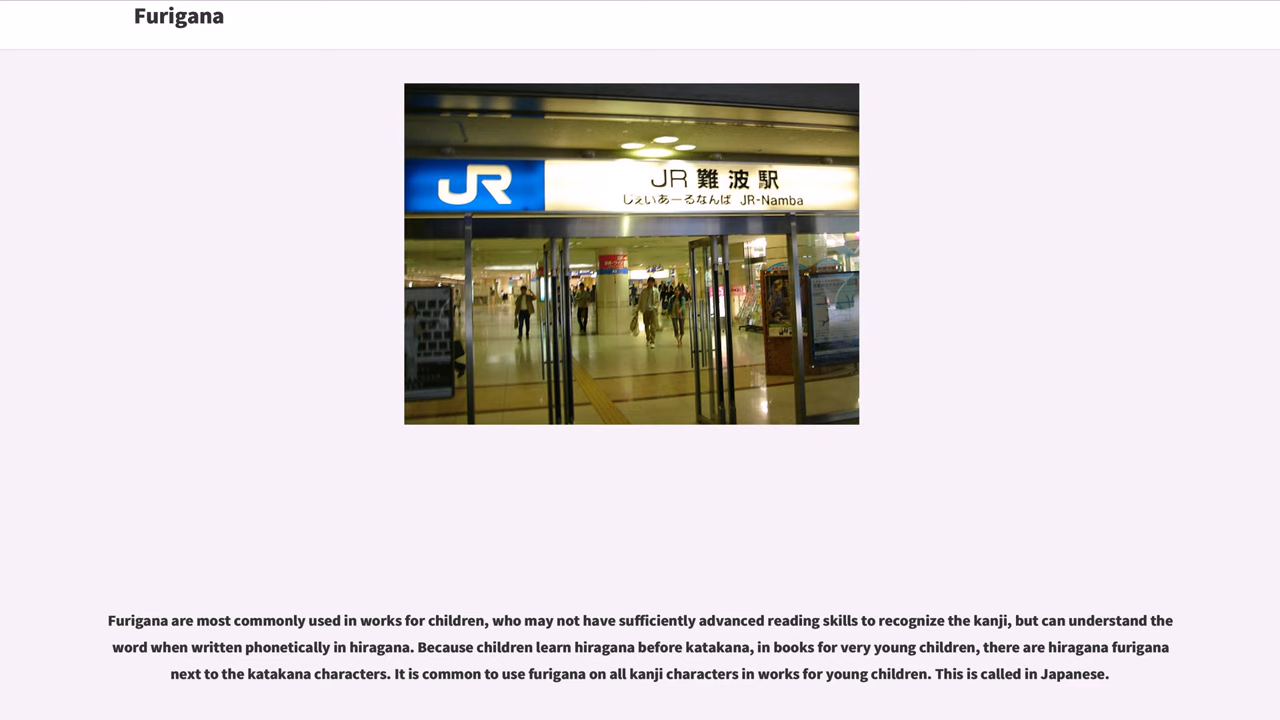 Furigana
JR
JR 難波駅
じぇいあーるなんば JR-Namba
Furigana are most commonly used in works for children, who may not have sufficiently advanced reading skills to recognize the kanji, but can understand the
word when written phonetically in hiragana. Because children learn hiragana before katakana, in books for very young children, there are hiragana furigana
next to the katakana characters. It is common to use furigana on all kanji characters in works for young children. This is called in Japanese.